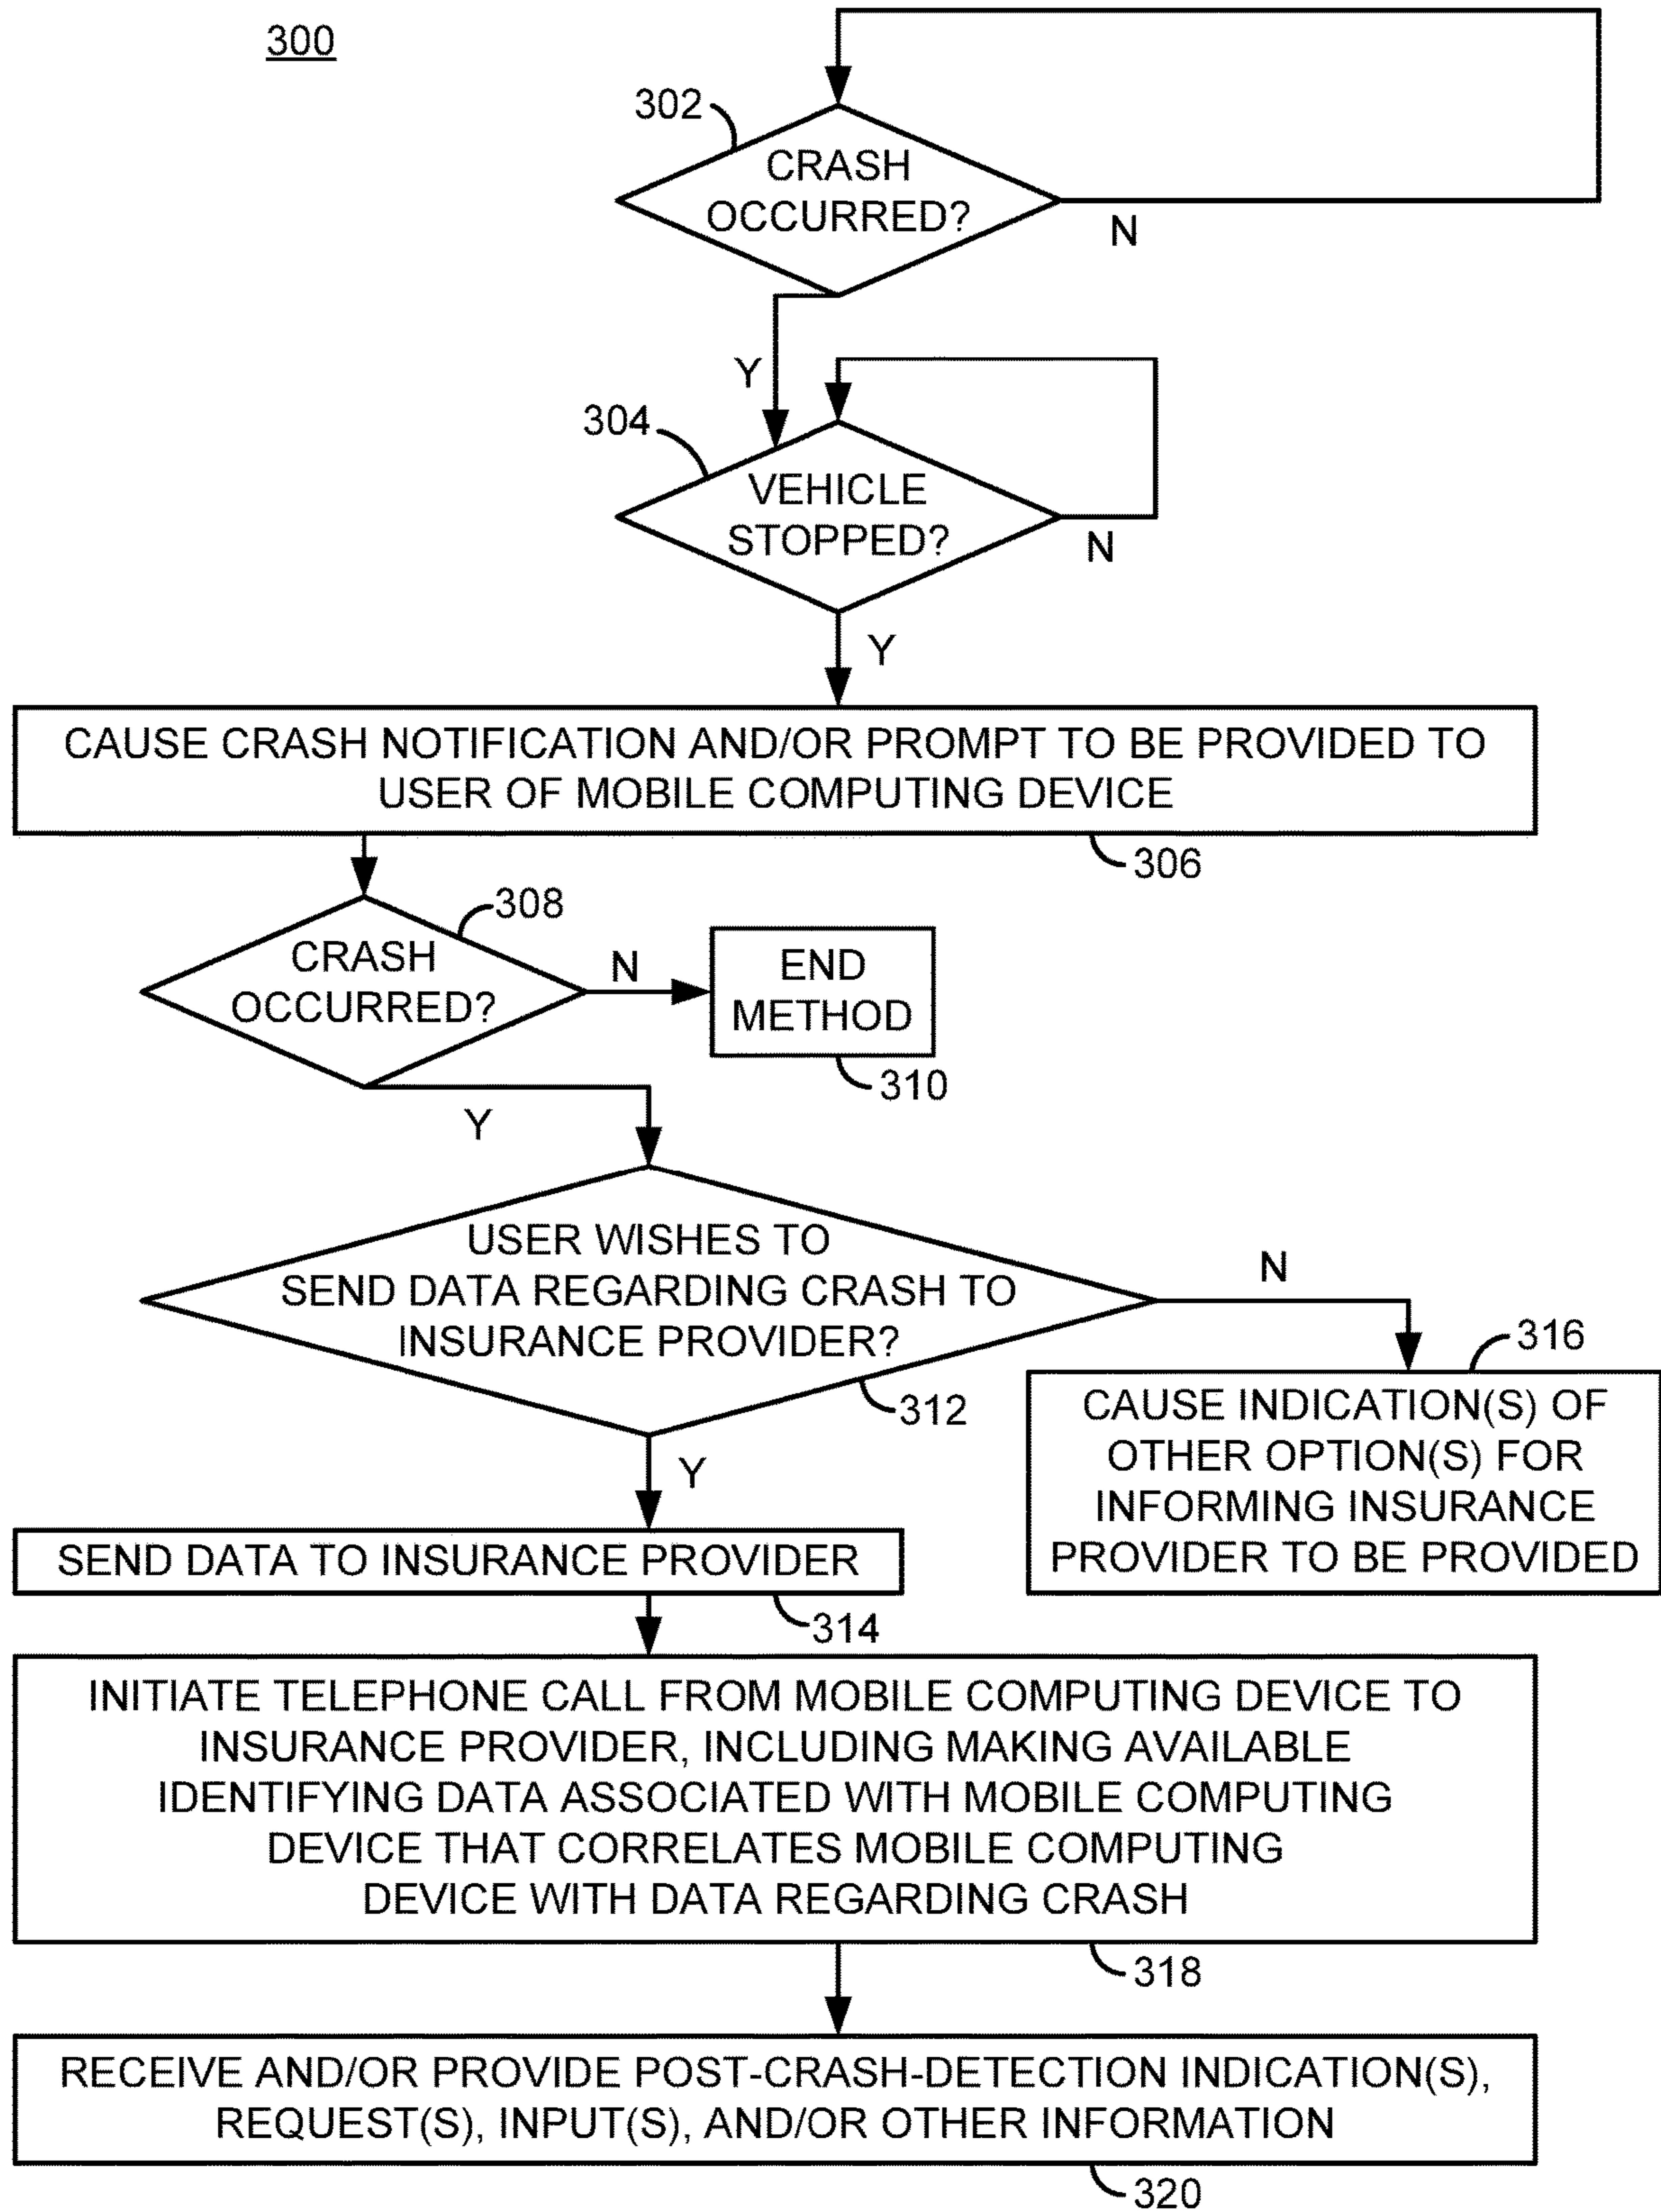 300
302
CRASH
OCCURRED?
N
Y
304
VEHICLE
STOPPED?
N
Y
CAUSE CRASH NOTIFICATION AND/OR PROMPT TO BE PROVIDED TO
USER OF MOBILE COMPUTING DEVICE
306
308
CRASH
OCCURRED?
N
END
METHOD
310
Y
USER WISHES TO
SEND DATA REGARDING CRASH TO
INSURANCE PROVIDER?
N
312
316
CAUSE INDICATION(S) OF
OTHER OPTION(S) FOR
INFORMING INSURANCE
PROVIDER TO BE PROVIDED
Y
SEND DATA TO INSURANCE PROVIDER
314
INITIATE TELEPHONE CALL FROM MOBILE COMPUTING DEVICE TO
INSURANCE PROVIDER, INCLUDING MAKING AVAILABLE
IDENTIFYING DATA ASSOCIATED WITH MOBILE COMPUTING
DEVICE THAT CORRELATES MOBILE COMPUTING
DEVICE WITH DATA REGARDING CRASH
318
RECEIVE AND/OR PROVIDE POST-CRASH-DETECTION INDICATION(S),
REQUEST(S), INPUT(S), AND/OR OTHER INFORMATION
320